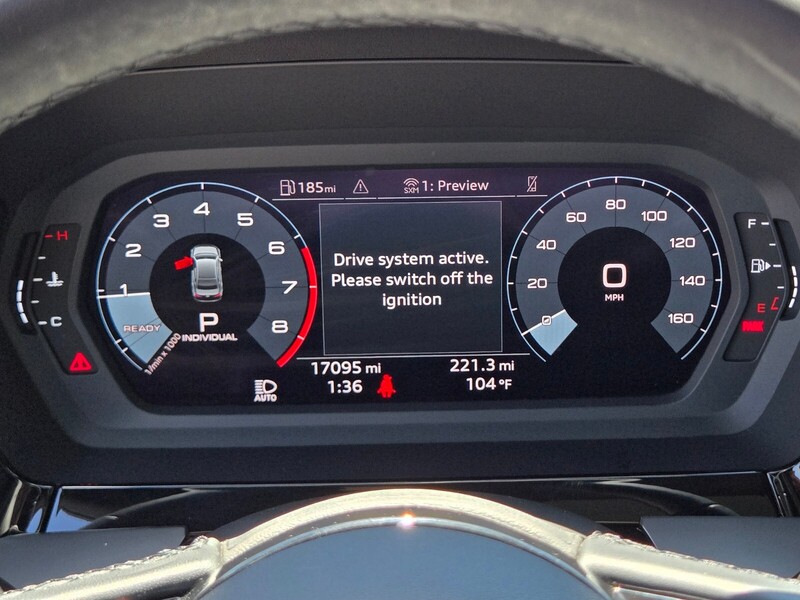 185mi
SXM 1: Preview
1
2
3
4
5
6
7
8
READY
1/min x 1000
P
INDIVIDUAL
Drive system active.
Please switch off the
ignition
0
20
40
60
80
100
120
140
160
0
MPH
H
C
F
E
17095 mi
221.3 mi
AUTO
1:36
104°F